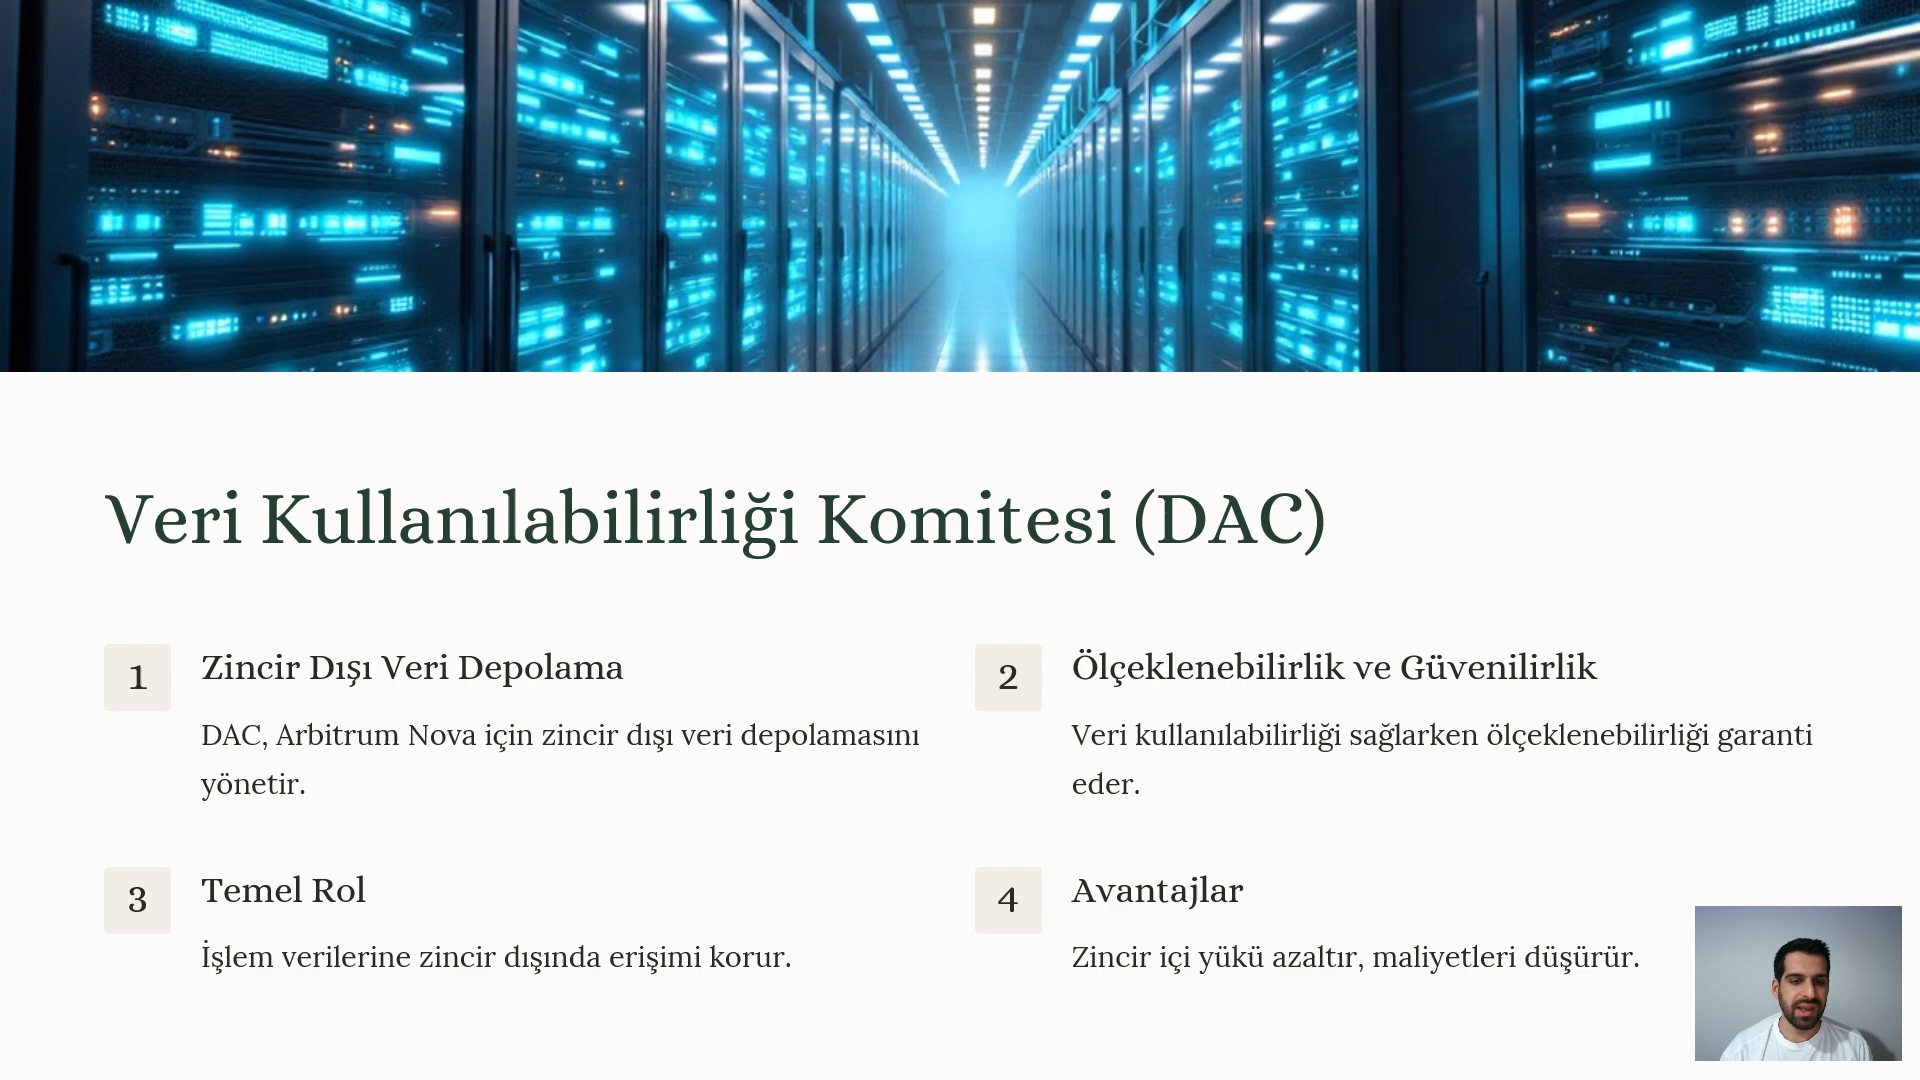 Veri Kullanılabilirliği Komitesi (DAC)
1
Zincir Dışı Veri Depolama
DAC, Arbitrum Nova için zincir dışı veri depolamasını
yönetir.
2
Ölçeklenebilirlik ve Güvenilirlik
Veri kullanılabilirliği sağlarken ölçeklenebilirliği garanti
eder.
3
Temel Rol
İşlem verilerine zincir dışında erişimi korur.
4
Avantajlar
Zincir içi yükü azaltır, maliyetleri düşürür.